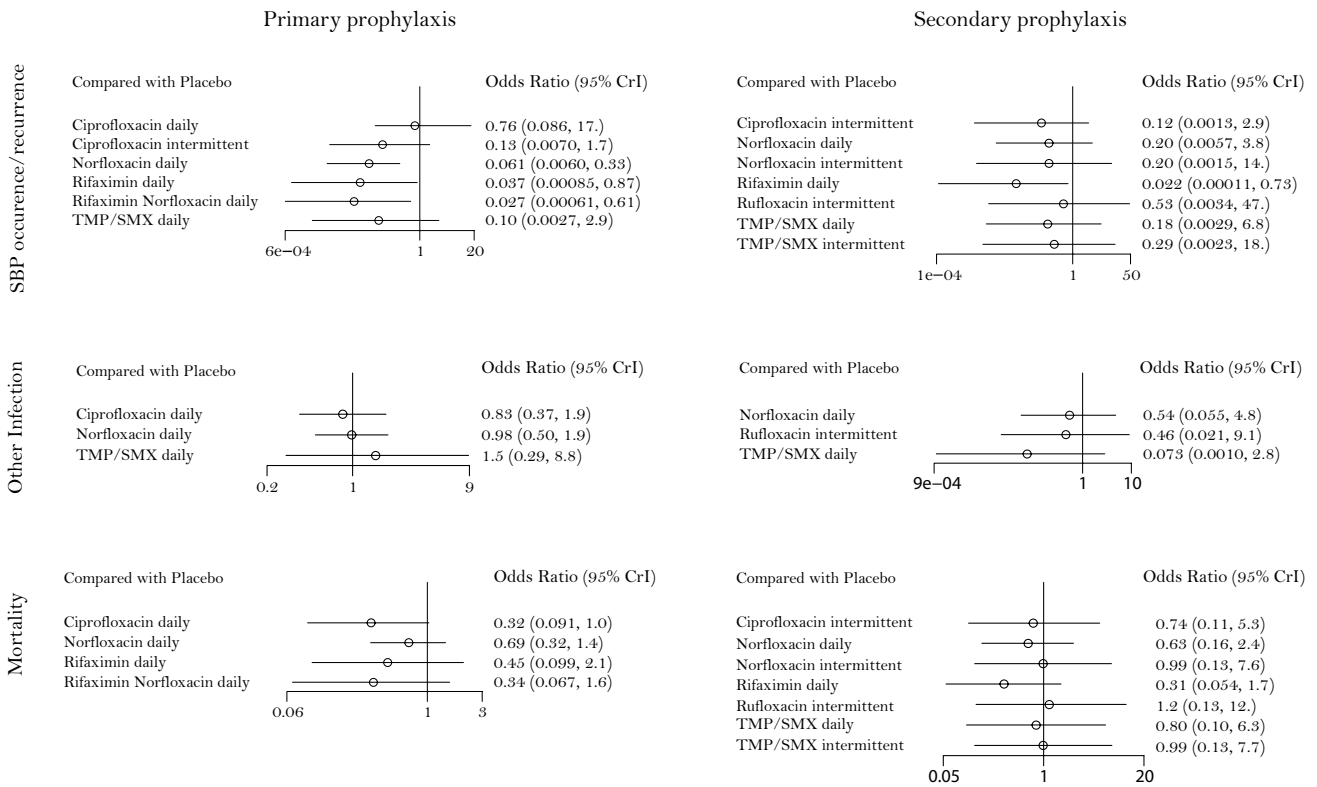 Primary prophylaxis
Secondary prophylaxis
SBP occurence/recurrence
Compared with Placebo Odds Ratio (95% CrI)
Ciprofloxacin daily 0.76 (0.086, 17.)
Ciprofloxacin intermittent 0.13 (0.0070, 1.7)
Norfloxacin daily 0.061 (0.0060, 0.33)
Rifaximin daily 0.037 (0.00085, 0.87)
Rifaximin Norfloxacin daily 0.027 (0.00061, 0.61)
TMP/SMX daily 0.10 (0.0027, 2.9)
6e−04 1 20
Compared with Placebo Odds Ratio (95% CrI)
Ciprofloxacin intermittent 0.12 (0.0013, 2.9)
Norfloxacin daily 0.20 (0.0057, 3.8)
Norfloxacin intermittent 0.20 (0.0015, 14.)
Rifaximin daily 0.022 (0.00011, 0.73)
Rufloxacin intermittent 0.53 (0.0034, 47.)
TMP/SMX daily 0.18 (0.0029, 6.8)
TMP/SMX intermittent 0.29 (0.0023, 18.)
1e−04 1 50
Other Infection
Compared with Placebo Odds Ratio (95% CrI)
Ciprofloxacin daily 0.83 (0.37, 1.9)
Norfloxacin daily 0.98 (0.50, 1.9)
TMP/SMX daily 1.5 (0.29, 8.8)
0.2 1 9
Compared with Placebo Odds Ratio (95% CrI)
Norfloxacin daily 0.54 (0.055, 4.8)
Rufloxacin intermittent 0.46 (0.021, 9.1)
TMP/SMX daily 0.073 (0.0010, 2.8)
9e−04 1 10
Mortality
Compared with Placebo Odds Ratio (95% CrI)
Ciprofloxacin daily 0.32 (0.091, 1.0)
Norfloxacin daily 0.69 (0.32, 1.4)
Rifaximin daily 0.45 (0.099, 2.1)
Rifaximin Norfloxacin daily 0.34 (0.067, 1.6)
0.06 1 3
Compared with Placebo Odds Ratio (95% CrI)
Ciprofloxacin intermittent 0.74 (0.11, 5.3)
Norfloxacin daily 0.63 (0.16, 2.4)
Norfloxacin intermittent 0.99 (0.13, 7.6)
Rifaximin daily 0.31 (0.054, 1.7)
Rufloxacin intermittent 1.2 (0.13, 12.)
TMP/SMX daily 0.80 (0.10, 6.3)
TMP/SMX intermittent 0.99 (0.13, 7.7)
0.05 1 20